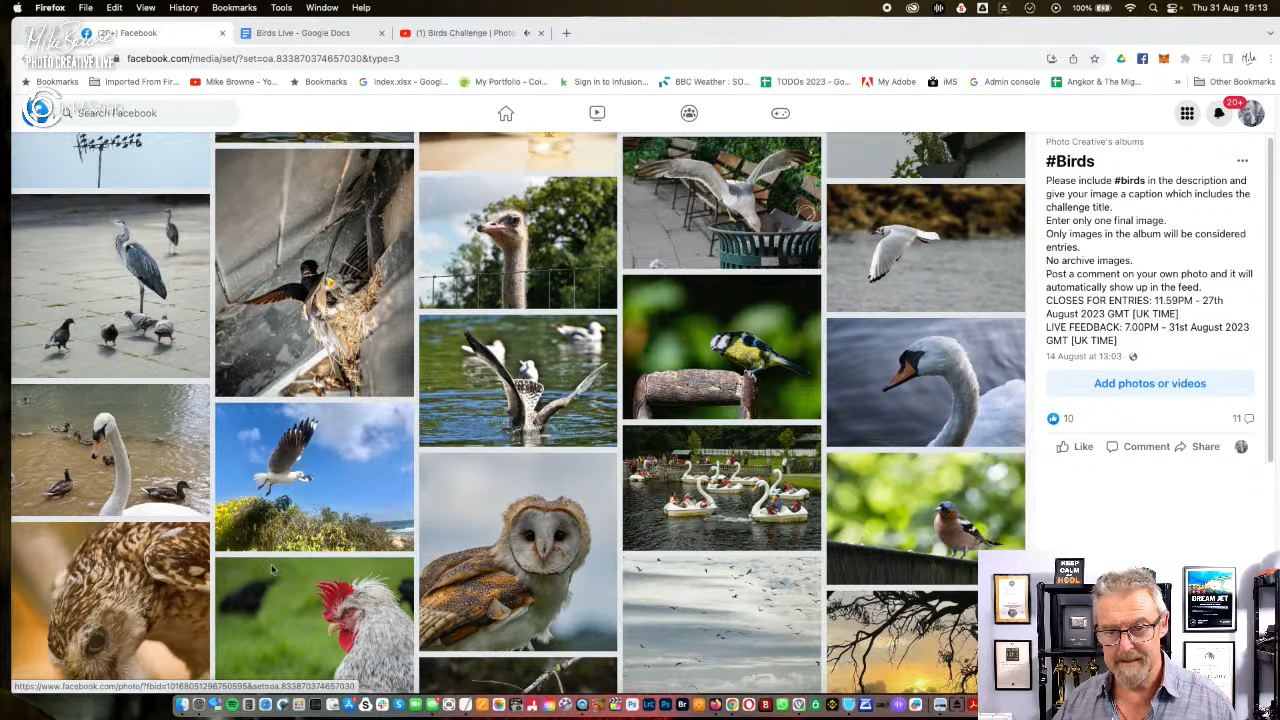 Firefox File Edit View History Bookmarks Tools Window Help 100% Thu 31 Aug 19:13
(20+) Facebook Birds Live - Google Docs (1) Birds Challenge | Photo
PHOTO CREATIVE LIVE
facebook.com/media/set/?set=oa.833870374657030&type=3
Bookmarks Imported From Fir... Mike Browne - Yo... Bookmarks Index.xlsx - Googl... My Portfolio - Coi... Sign in to Infusion... BBC Weather : SO... TODOs 2023 - Goo... My Adobe iMS Admin console Angkor & The Mig... » Other Bookmarks
Search Facebook 20+
Photo Creative's albums
#Birds
Please include #birds in the description and
give your image a caption which includes the
challenge title.
Enter only one final image.
Only images in the album will be considered
entries.
No archive images.
Post a comment on your own photo and it will
automatically show up in the feed.
CLOSES FOR ENTRIES: 11.59PM - 27th
August 2023 GMT [UK TIME]
LIVE FEEDBACK: 7.00PM - 31st August 2023
GMT [UK TIME]
14 August at 13:03
Add photos or videos
10 11
Like Comment Share
KEEP
CALM
DREAM JET
https://www.facebook.com/photo/?fbid=10168051296750595&set=oa.833870374657030